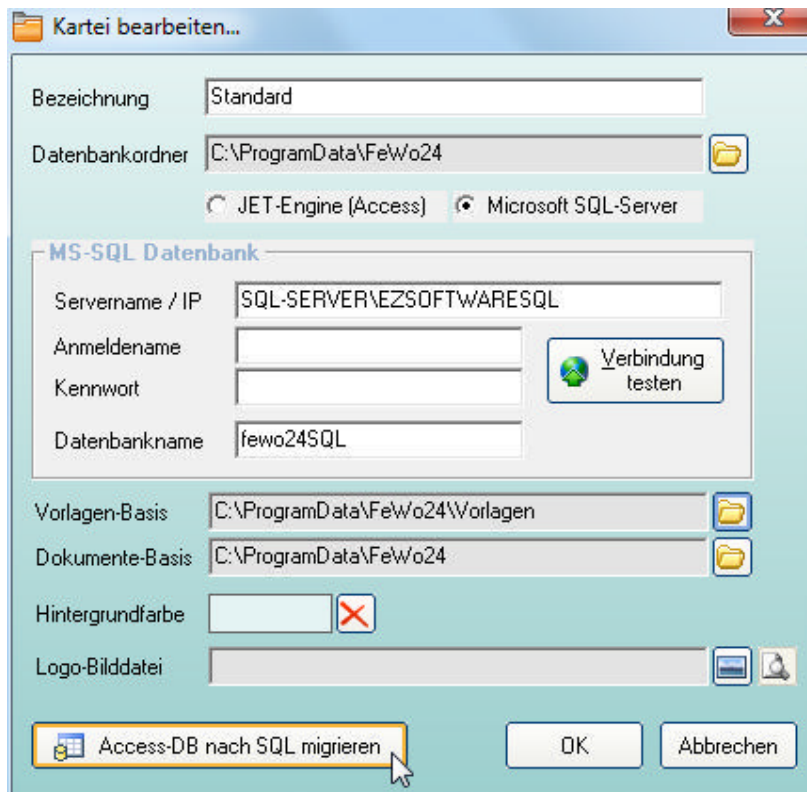 Kartei bearbeiten...
Bezeichnung Standard
Datenbankordner C:\ProgramData\FeWo24
JET-Engine (Access) Microsoft SQL-Server
MS-SQL Datenbank
Servername / IP SQL-SERVER\EZSOFTWARESQL
Anmeldename
Kennwort
Verbindung
testen
Datenbankname fewo24SQL
Vorlagen-Basis C:\ProgramData\FeWo24\Vorlagen
Dokumente-Basis C:\ProgramData\FeWo24
Hintergrundfarbe
Logo-Bilddatei
Access-DB nach SQL migrieren OK Abbrechen